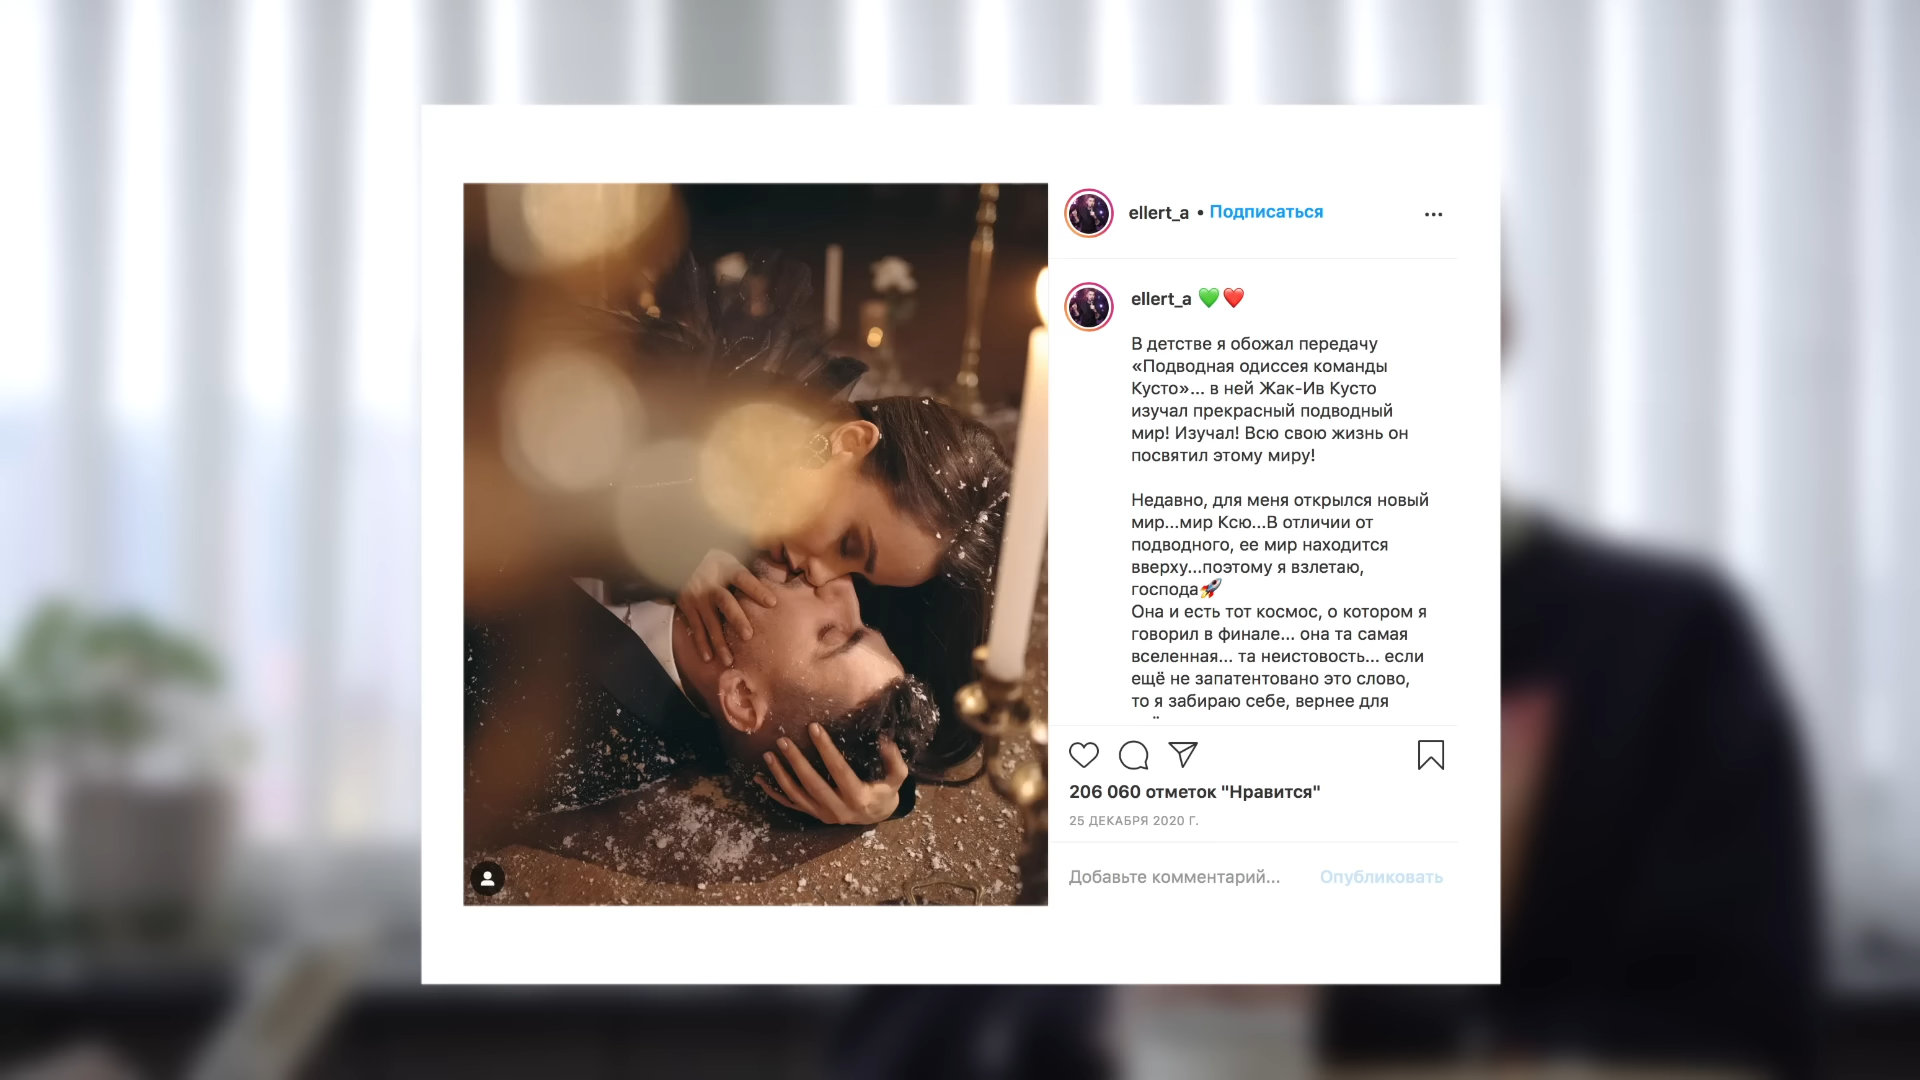 ellert_a • Подписаться
ellert_a
В детстве я обожал передачу
«Подводная одиссея команды
Кусто»... в ней Жак-Ив Кусто
изучал прекрасный подводный
мир! Изучал! Всю свою жизнь он
посвятил этому миру!
Недавно, для меня открылся новый
мир...мир Ксю...В отличии от
подводного, ее мир находится
вверху...поэтому я взлетаю,
господа
Она и есть тот космос, о котором я
говорил в финале... она та самая
вселенная... та неистовость... если
ещё не запатентовано это слово,
то я забираю себе, вернее для
206 060 отметок "Нравится"
25 ДЕКАБРЯ 2020 Г.
Добавьте комментарий...
Опубликовать